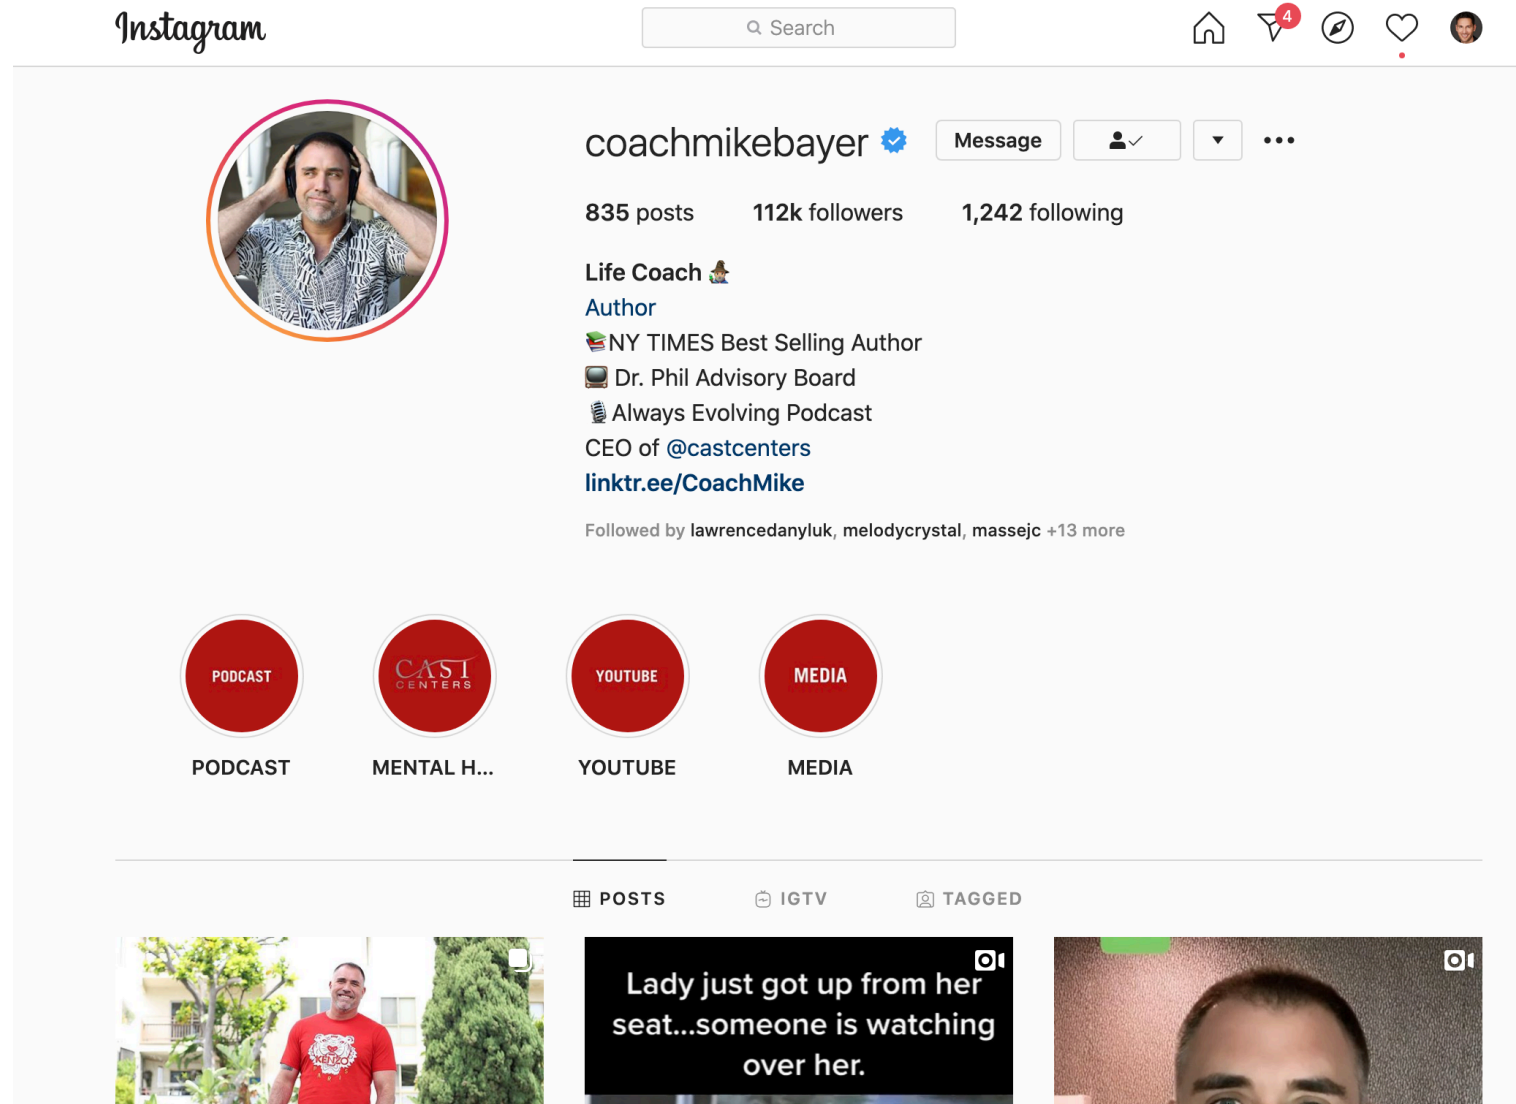 Instagram
Search
4
coachmikebayer
Message
835 posts 112k followers 1,242 following
Life Coach
Author
NY TIMES Best Selling Author
Dr. Phil Advisory Board
Always Evolving Podcast
CEO of @castcenters
linktr.ee/CoachMike
Followed by lawrencedanyluk, melodycrystal, massejc +13 more
PODCAST
CAST
CENTERS
YOUTUBE
MEDIA
PODCAST
MENTAL H...
YOUTUBE
MEDIA
POSTS
IGTV
TAGGED
KENZO
Lady just got up from her
seat...someone is watching
over her.